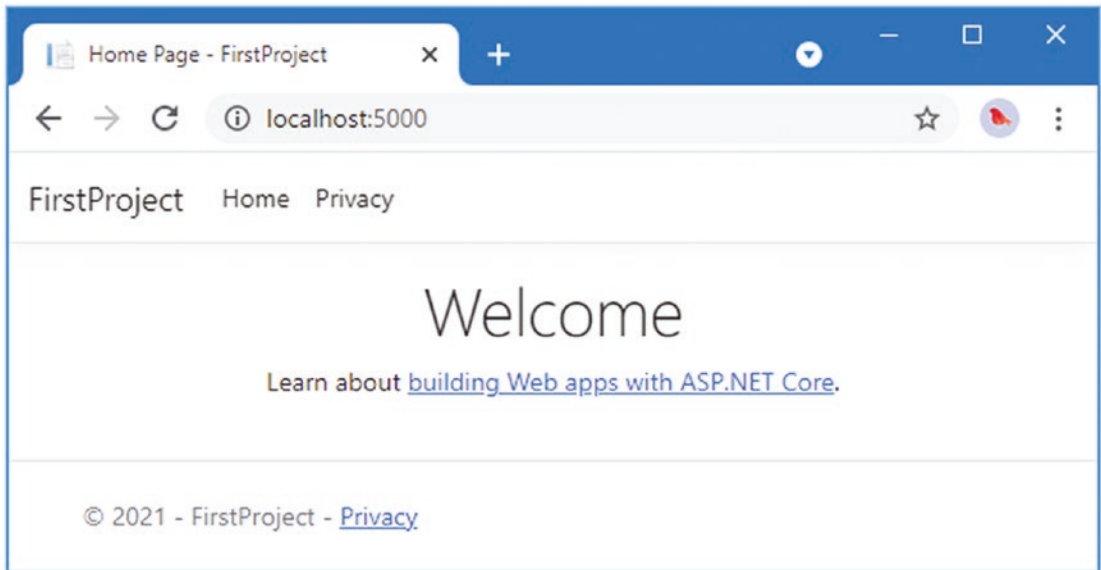 Home Page - FirstProject
localhost:5000
FirstProject Home Privacy
Welcome
Learn about building Web apps with ASP.NET Core.
© 2021 - FirstProject - Privacy